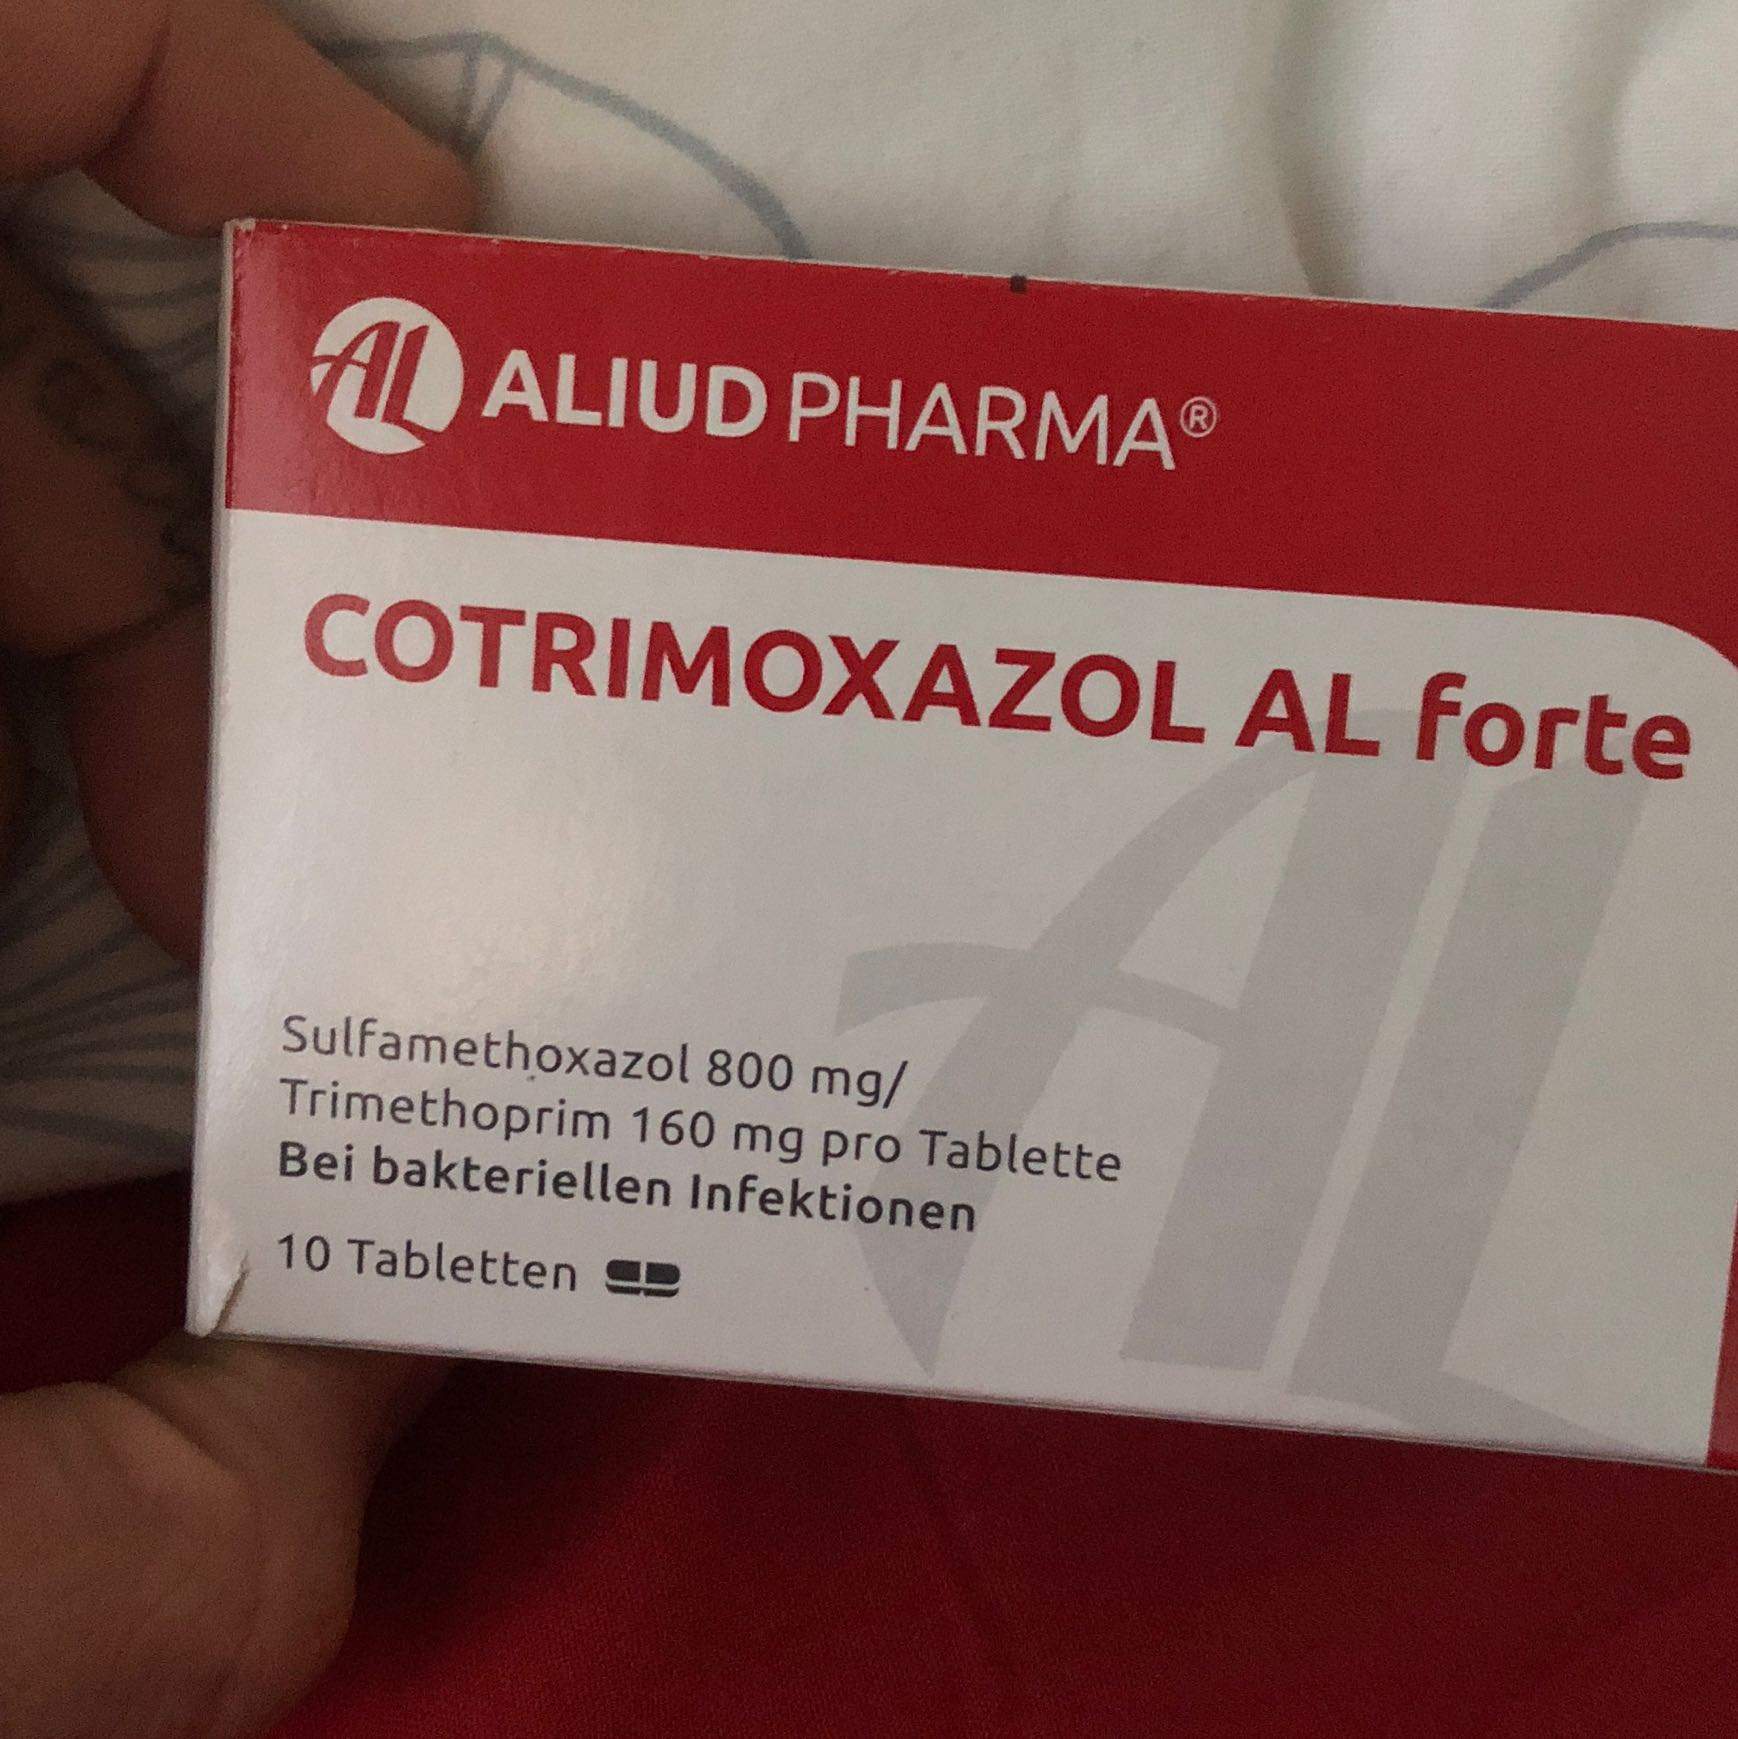 AL ALIUD PHARMA®
COTRIMOXAZOL AL forte
Sulfamethoxazol 800 mg/
Trimethoprim 160 mg pro Tablette
Bei bakteriellen Infektionen
10 Tabletten